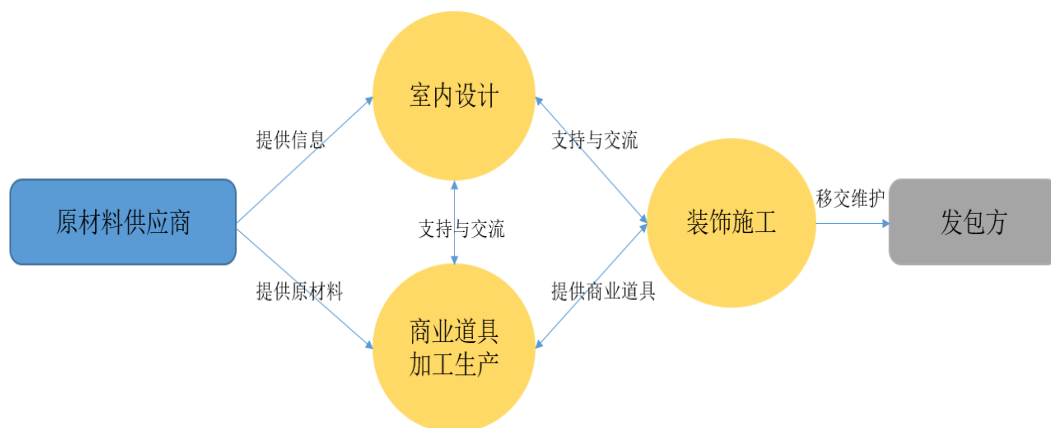 室内设计
提供信息
支持与交流
原材料供应商
支持与交流
装饰施工
移交维护
发包方
提供原材料
提供商业道具
商业道具
加工生产